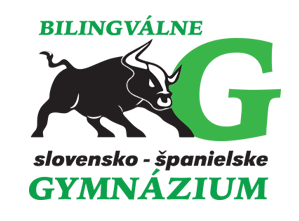 BILINGVÁLNE
G
slovensko - španielske
GYMNÁZIUM